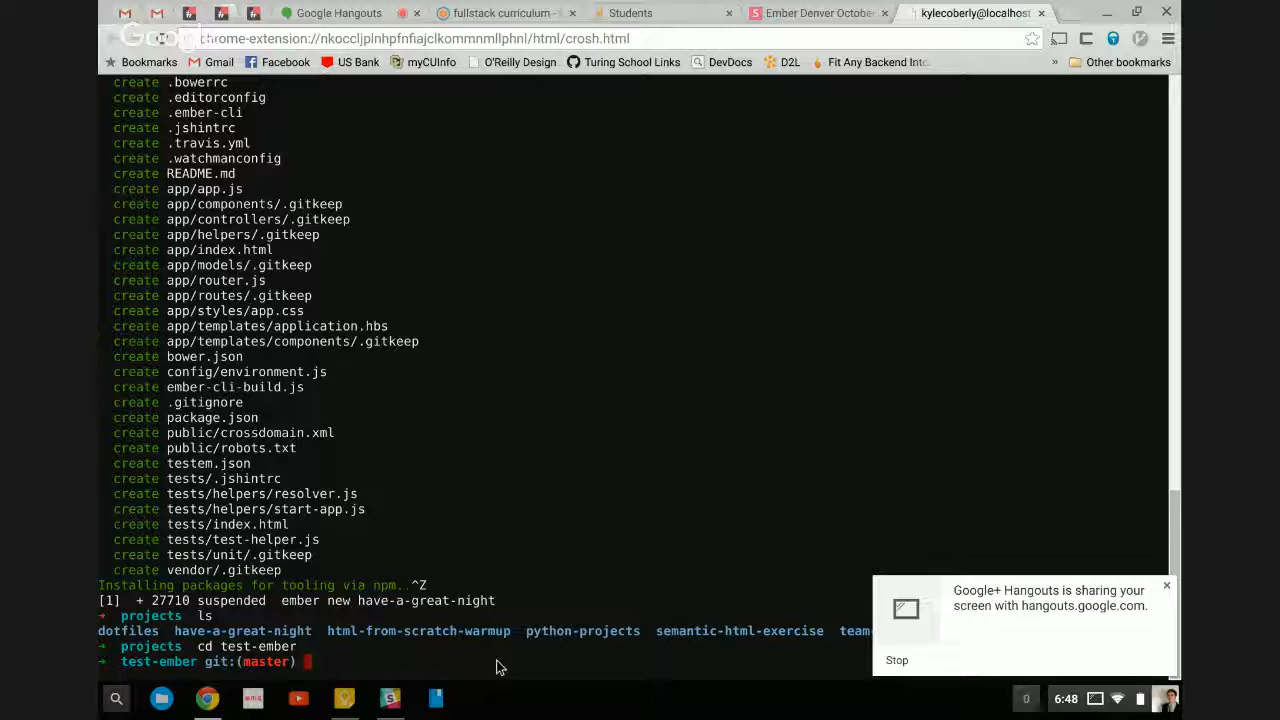 Google Hangouts
fullstack curriculum -
Students
Ember Denver Octobe
kylecoberly@localhos
chrome-extension://nkoccljplnhpfnfiajclkommnmllphnl/html/crosh.html
Bookmarks
Gmail
Facebook
US Bank
myCUinfo
O'Reilly Design
Turing School Links
DevDocs
D2L
Fit Any Backend Into
»
Other bookmarks
create .bowerrc
create .editorconfig
create .ember-cli
create .jshintrc
create .travis.yml
create .watchmanconfig
create README.md
create app/app.js
create app/components/.gitkeep
create app/controllers/.gitkeep
create app/helpers/.gitkeep
create app/index.html
create app/models/.gitkeep
create app/router.js
create app/routes/.gitkeep
create app/styles/app.css
create app/templates/application.hbs
create app/templates/components/.gitkeep
create bower.json
create config/environment.js
create ember-cli-build.js
create .gitignore
create package.json
create public/crossdomain.xml
create public/robots.txt
create testem.json
create tests/.jshintrc
create tests/helpers/resolver.js
create tests/helpers/start-app.js
create tests/index.html
create tests/test-helper.js
create tests/unit/.gitkeep
create vendor/.gitkeep
Installing packages for tooling via npm..^Z
[1]  + 27710 suspended  ember new have-a-great-night
➜  projects  ls
dotfiles  have-a-great-night  html-from-scratch-warmup  python-projects  semantic-html-exercise  team
➜  projects  cd test-ember
➜  test-ember git:(master)
Google+ Hangouts is sharing your
screen with hangouts.google.com.
Stop
0
6:48